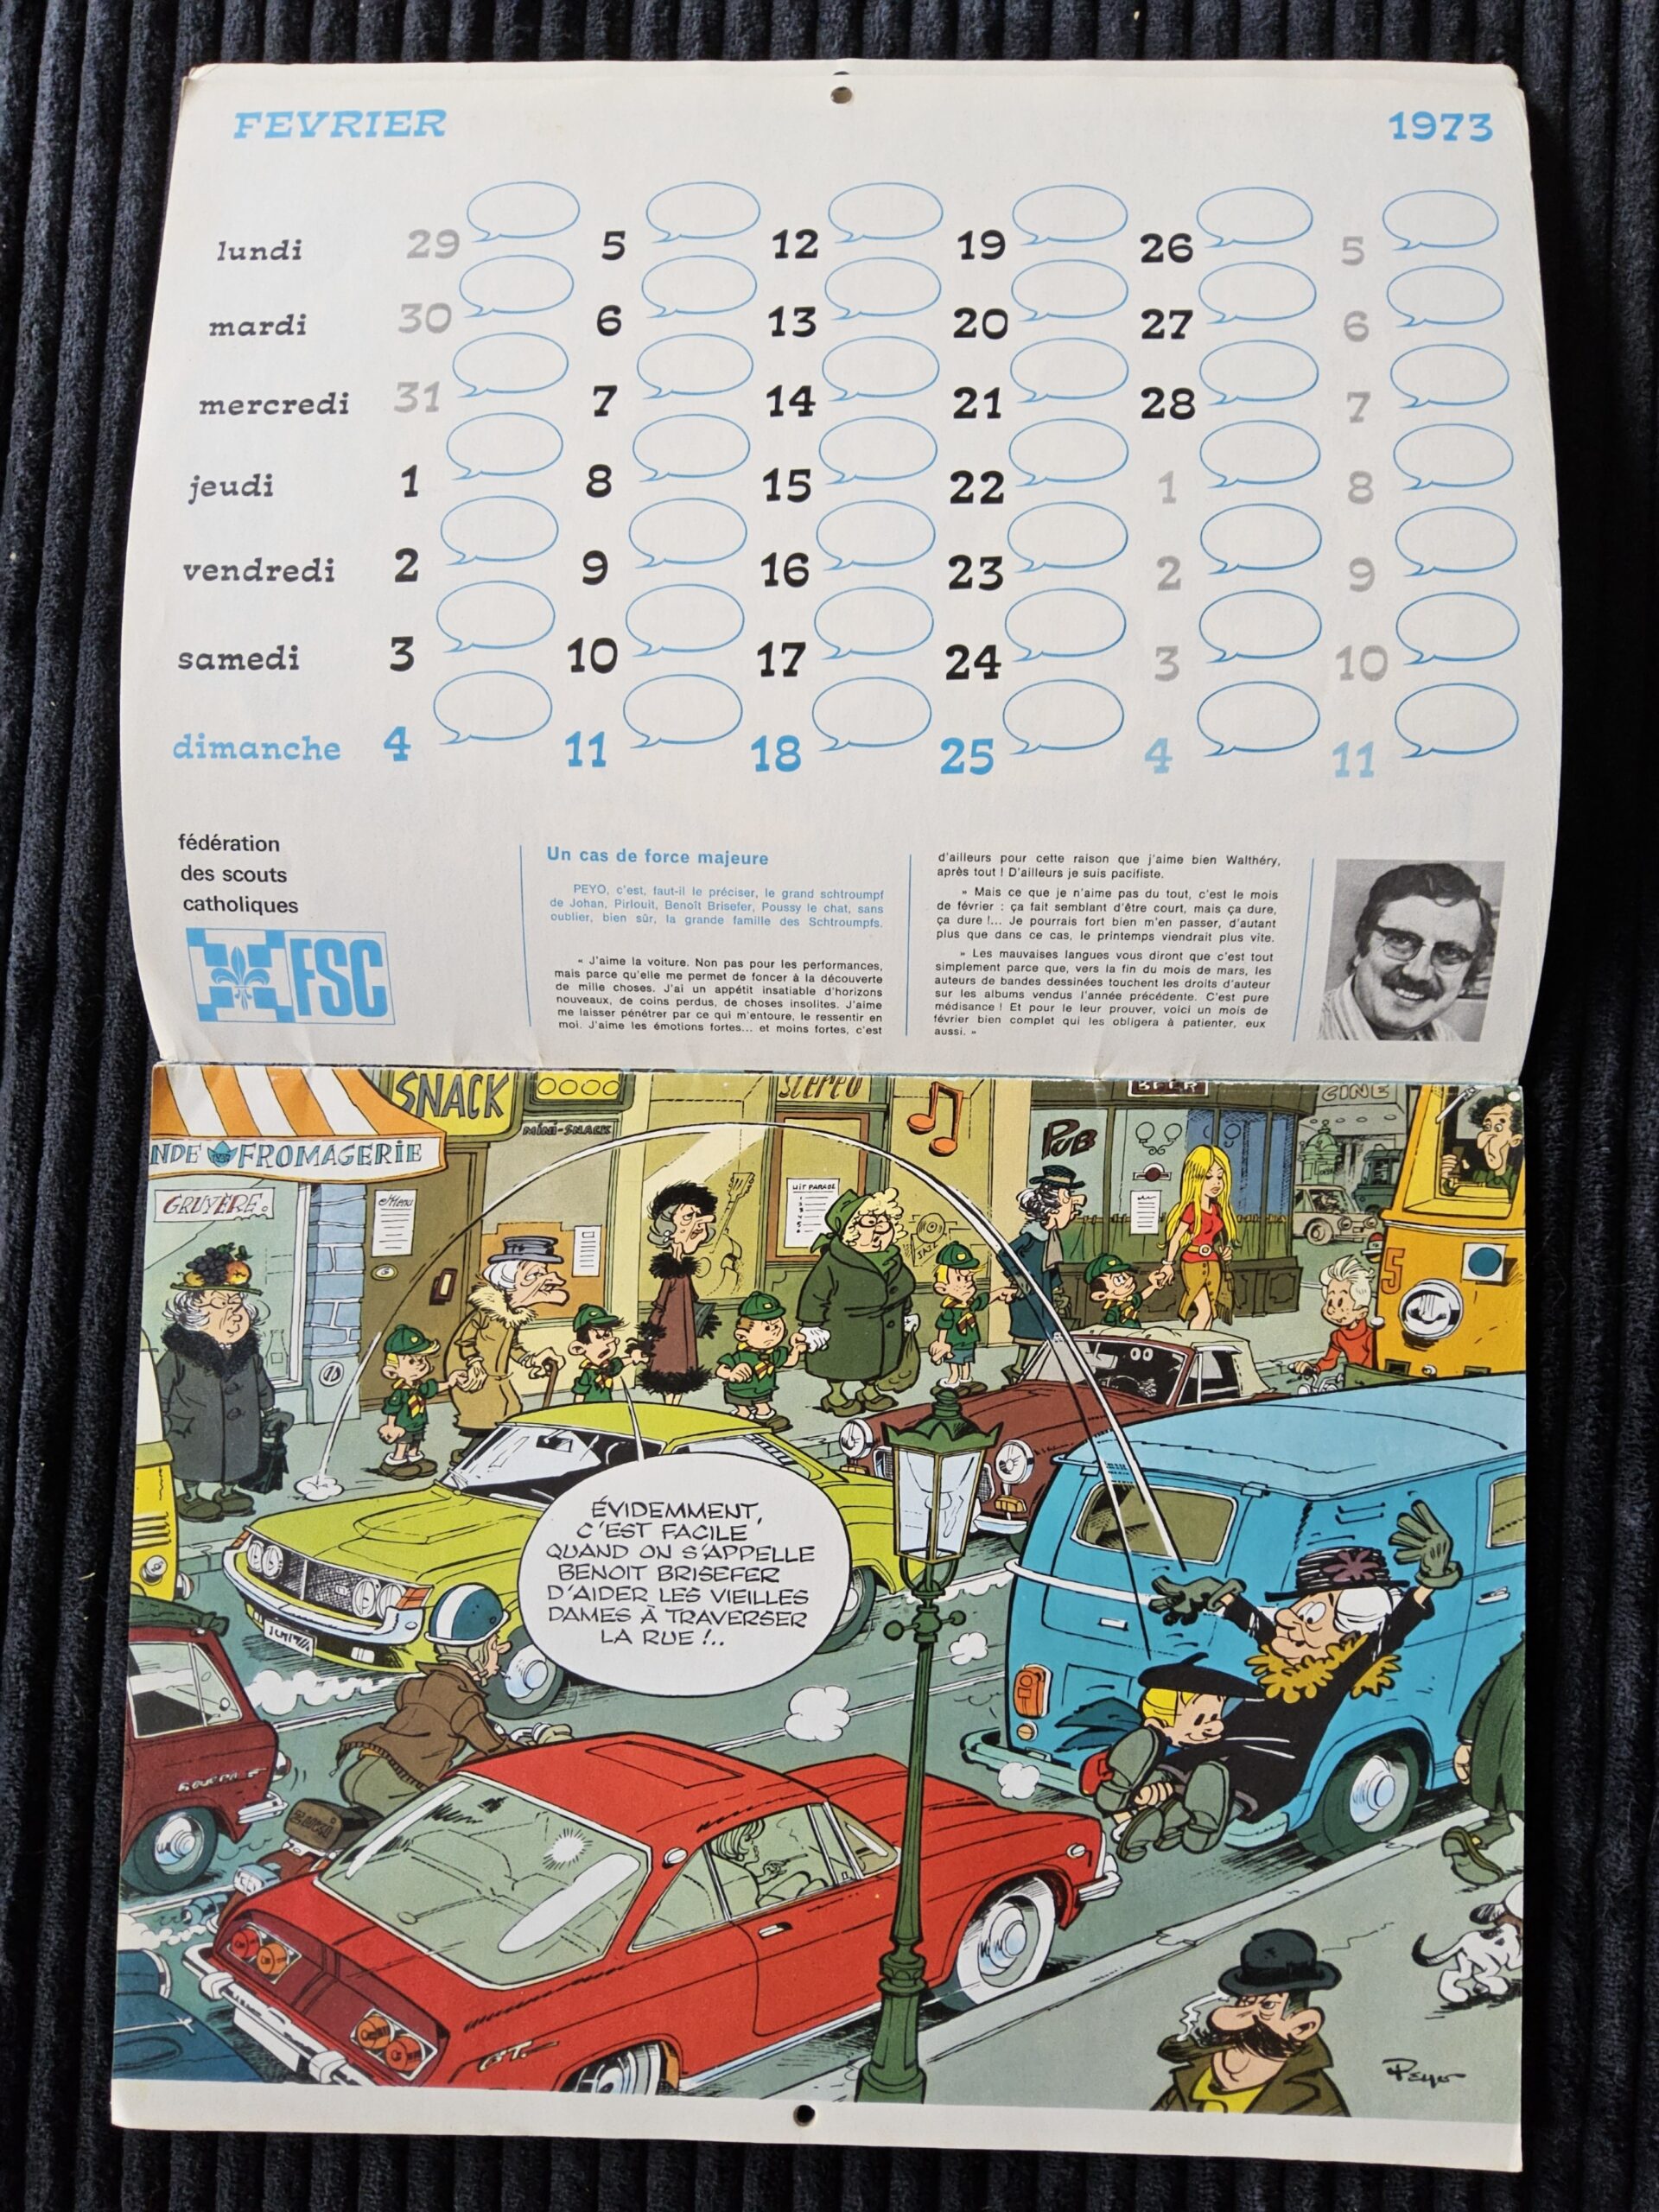 FEVRIER
1973
lundi 29 5 12 19 26 5
mardi 30 6 13 20 27 6
mercredi 31 7 14 21 28 7
jeudi 1 8 15 22 1 8
vendredi 2 9 16 23 2 9
samedi 3 10 17 24 3 10
dimanche 4 11 18 25 4 11
fédération
des scouts
catholiques
FSC
Un cas de force majeure
PEYO, c'est, faut-il le préciser, le grand schtroumpf
de Johan, Pirlouit, Benoît Brisefer, Poussy le chat, sans
oublier, bien sûr, la grande famille des Schtroumpfs.
« J'aime la voiture. Non pas pour les performances,
mais parce qu'elle me permet de foncer à la découverte
de mille choses. J'ai un appétit insatiable d'horizons
nouveaux, de coins perdus, de choses insolites. J'aime
me laisser pénétrer par ce qui m'entoure, le ressentir en
moi. J'aime les émotions fortes... et moins fortes, c'est
d'ailleurs pour cette raison que j'aime bien Walthéry,
après tout ! D'ailleurs je suis pacifiste.
» Mais ce que je n'aime pas du tout, c'est le mois
de février : ça fait semblant d'être court, mais ça dure,
ça dure !... Je pourrais fort bien m'en passer, d'autant
plus que dans ce cas, le printemps viendrait plus vite.
» Les mauvaises langues vous diront que c'est tout
simplement parce que, vers la fin du mois de mars, les
auteurs de bandes dessinées touchent les droits d'auteur
sur les albums vendus l'année précédente. C'est pure
médisance ! Et pour le leur prouver, voici un mois de
février bien complet qui les obligera à patienter, eux
aussi. »
SNACK
MINI-SNACK
STEREO
BEER
CINE
NDE FROMAGERIE
GRUYÈRE.
Menu
HIT PARADE
JAZZ
PUB
5
ÉVIDEMMENT,
C'EST FACILE,
QUAND ON S'APPELLE
BENOIT BRISEFER
D'AIDER LES VIEILLES
DAMES À TRAVERSER
LA RUE !..
GT.
Peyo